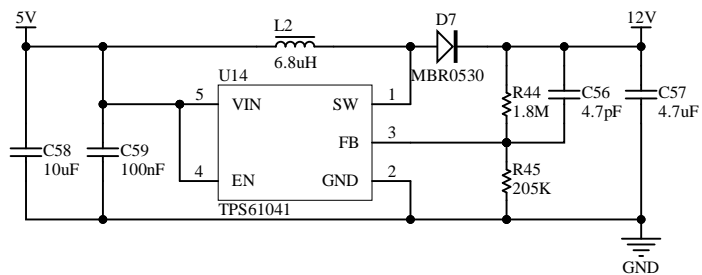 5V
L2
6.8uH
D7
MBR0530
12V
U14
5
VIN
SW
1
FB
3
4
EN
GND
2
TPS61041
C58
10uF
C59
100nF
R44
1.8M
C56
4.7pF
C57
4.7uF
R45
205K
GND